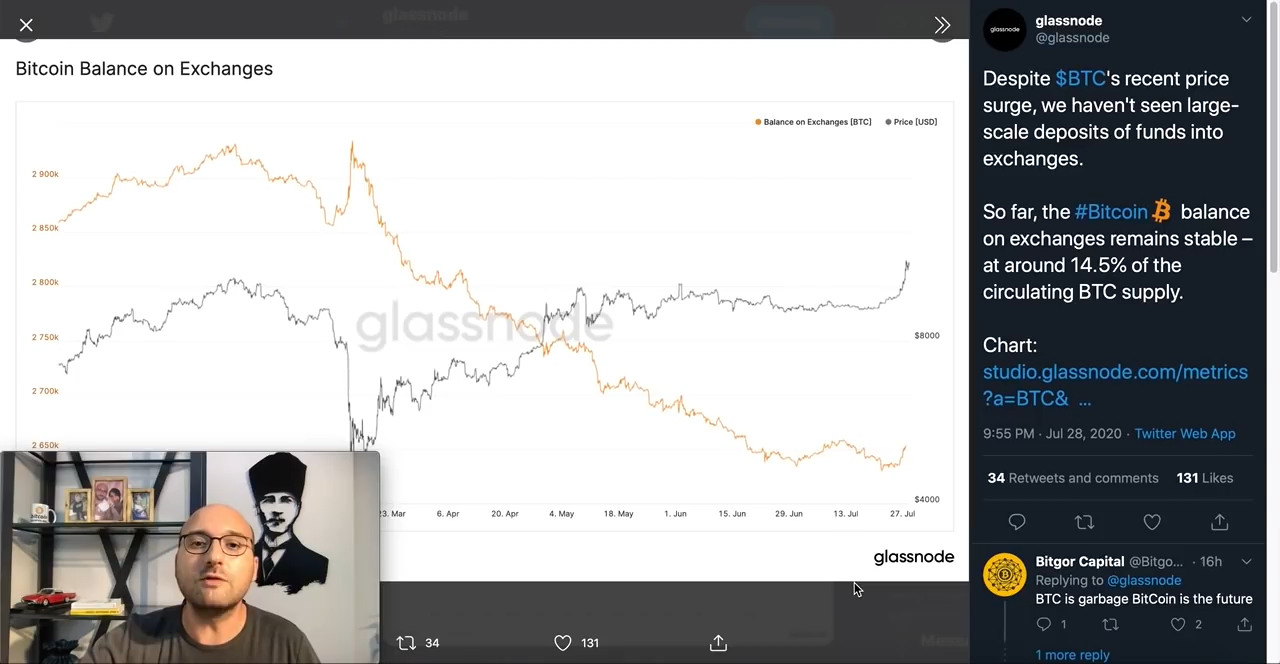 Bitcoin Balance on Exchanges
Balance on Exchanges [BTC]
Price [USD]
2 900k
2 850k
2 800k
2 750k
2 700k
2 650k
$8000
$4000
glassnode
23. Mar
6. Apr
20. Apr
4. May
18. May
1. Jun
15. Jun
29. Jun
13. Jul
27. Jul
glassnode
34
131
glassnode
glassnode
@glassnode
Despite $BTC's recent price
surge, we haven't seen large-
scale deposits of funds into
exchanges.
So far, the #Bitcoin balance
on exchanges remains stable –
at around 14.5% of the
circulating BTC supply.
Chart:
studio.glassnode.com/metrics
?a=BTC& …
9:55 PM · Jul 28, 2020 · Twitter Web App
34 Retweets and comments 131 Likes
Bitgor Capital @Bitgo... · 16h
Replying to @glassnode
BTC is garbage BitCoin is the future
1
2
1 more reply